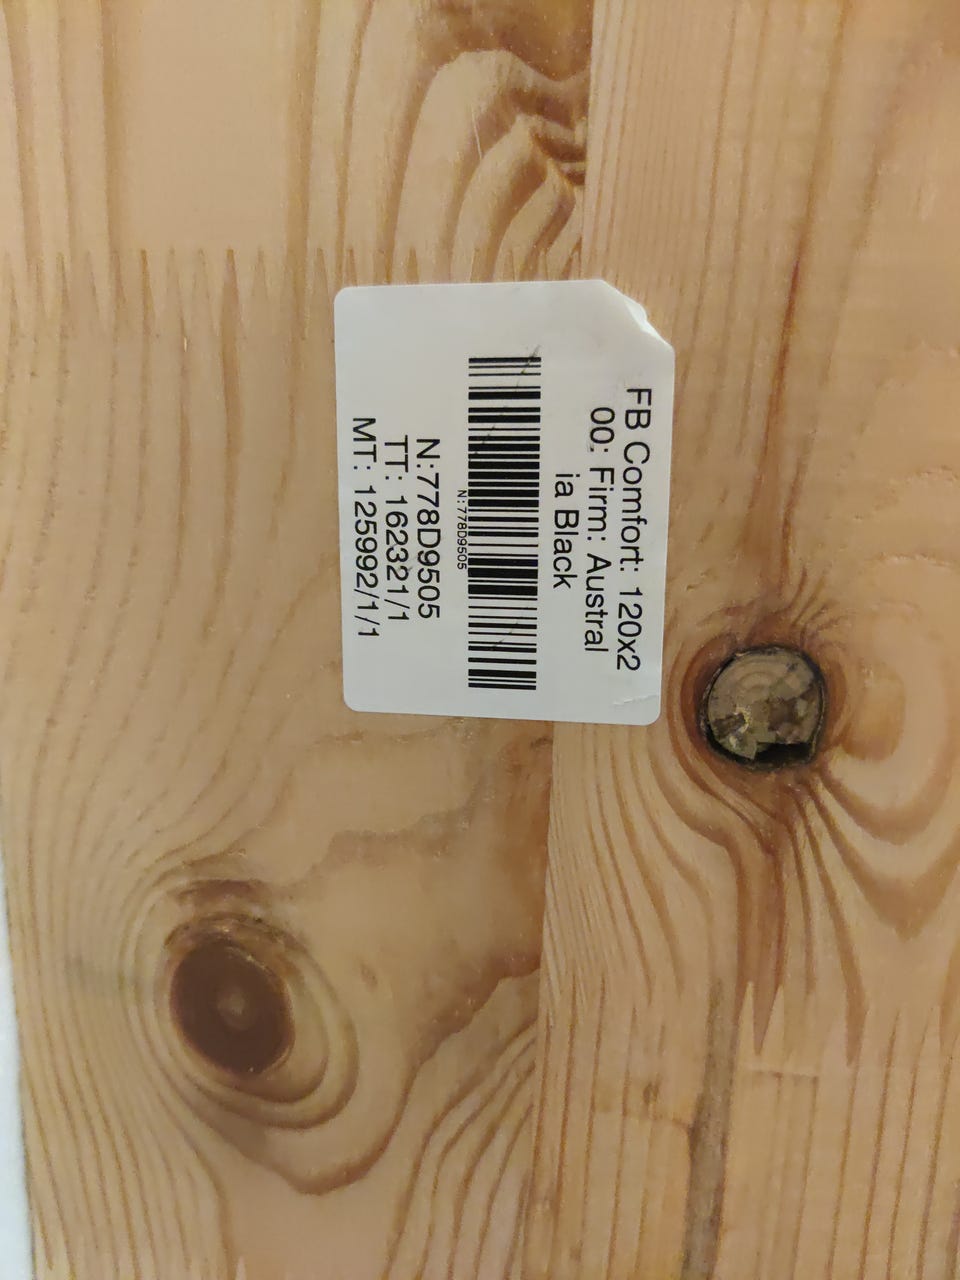 FB Comfort: 120x2
00: Firm: Austral
ia Black
N:778D9505
N:778D9505
TT: 162321/1
MT: 125992/1/1